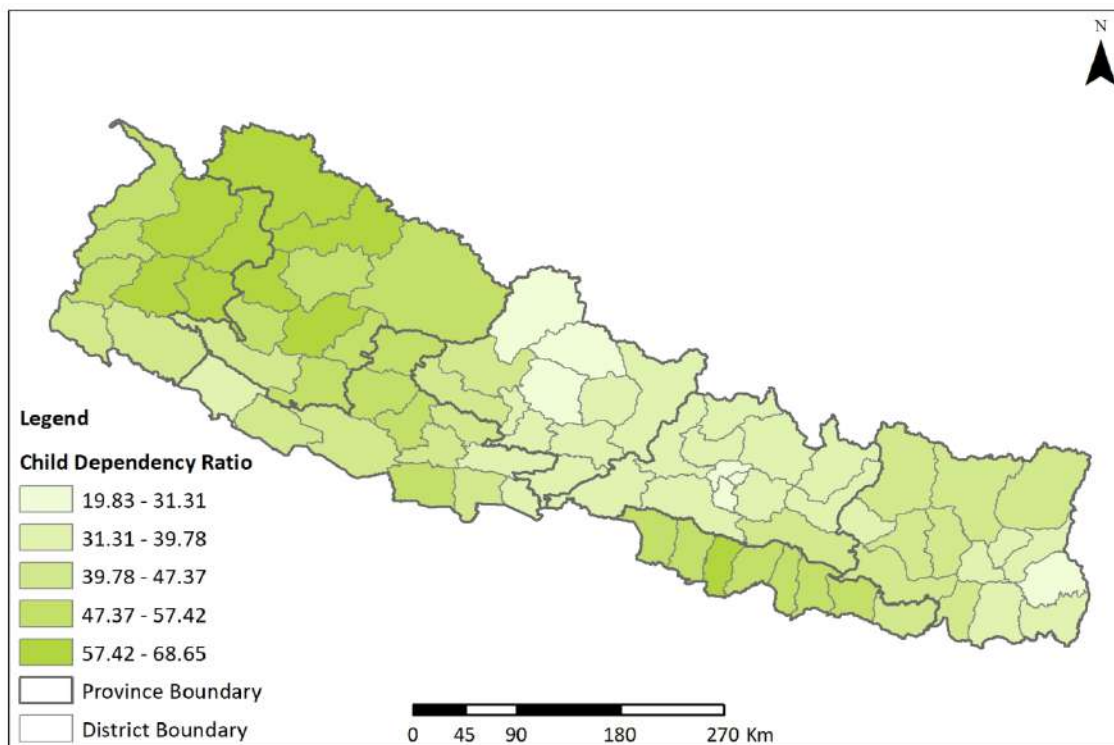 N
Legend
Child Dependency Ratio
19.83 - 31.31
31.31 - 39.78
39.78 - 47.37
47.37 - 57.42
57.42 - 68.65
Province Boundary
District Boundary
0 45 90 180 270 Km